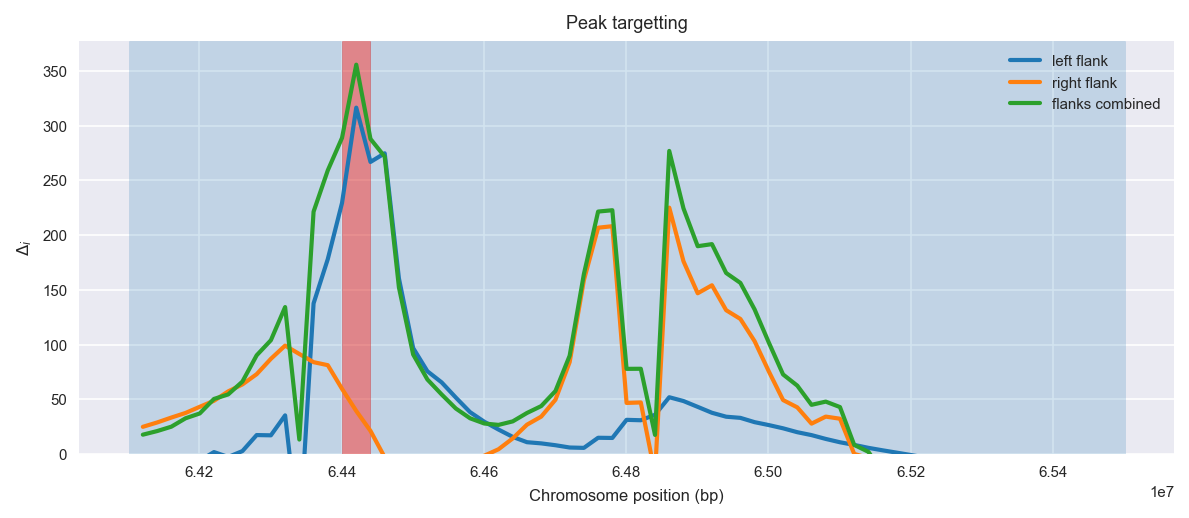 Peak targetting
left flank
right flank
flanks combined
350
300
250
200
150
100
50
0
Δi
6.42
6.44
6.46
6.48
6.50
6.52
6.54
1e7
Chromosome position (bp)